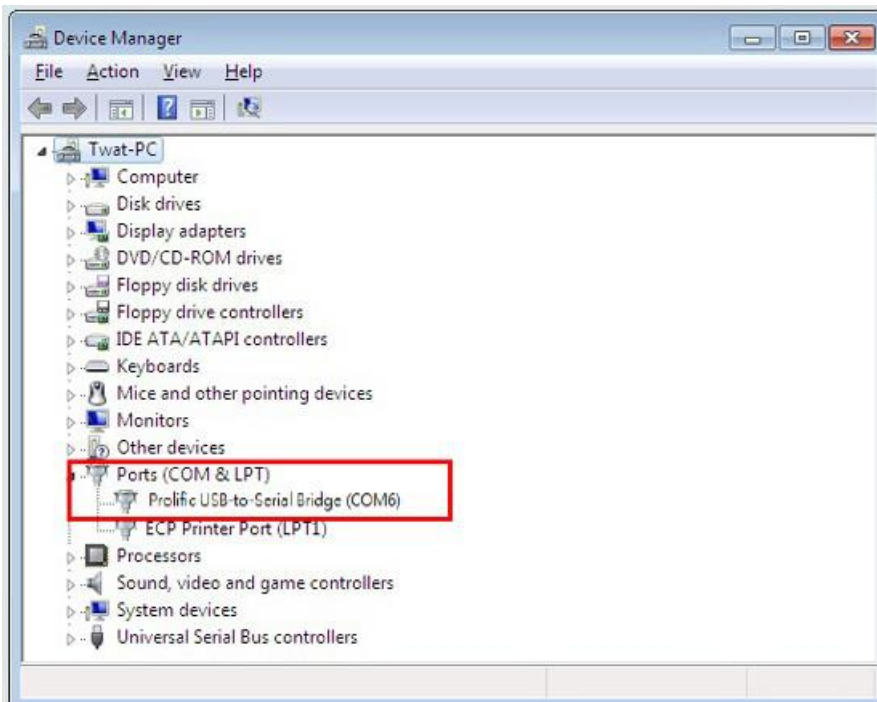 Device Manager
File Action View Help
Twat-PC
Computer
Disk drives
Display adapters
DVD/CD-ROM drives
Floppy disk drives
Floppy drive controllers
IDE ATA/ATAPI controllers
Keyboards
Mice and other pointing devices
Monitors
Other devices
Ports (COM & LPT)
Prolific USB-to-Serial Bridge (COM6)
ECP Printer Port (LPT1)
Processors
Sound, video and game controllers
System devices
Universal Serial Bus controllers